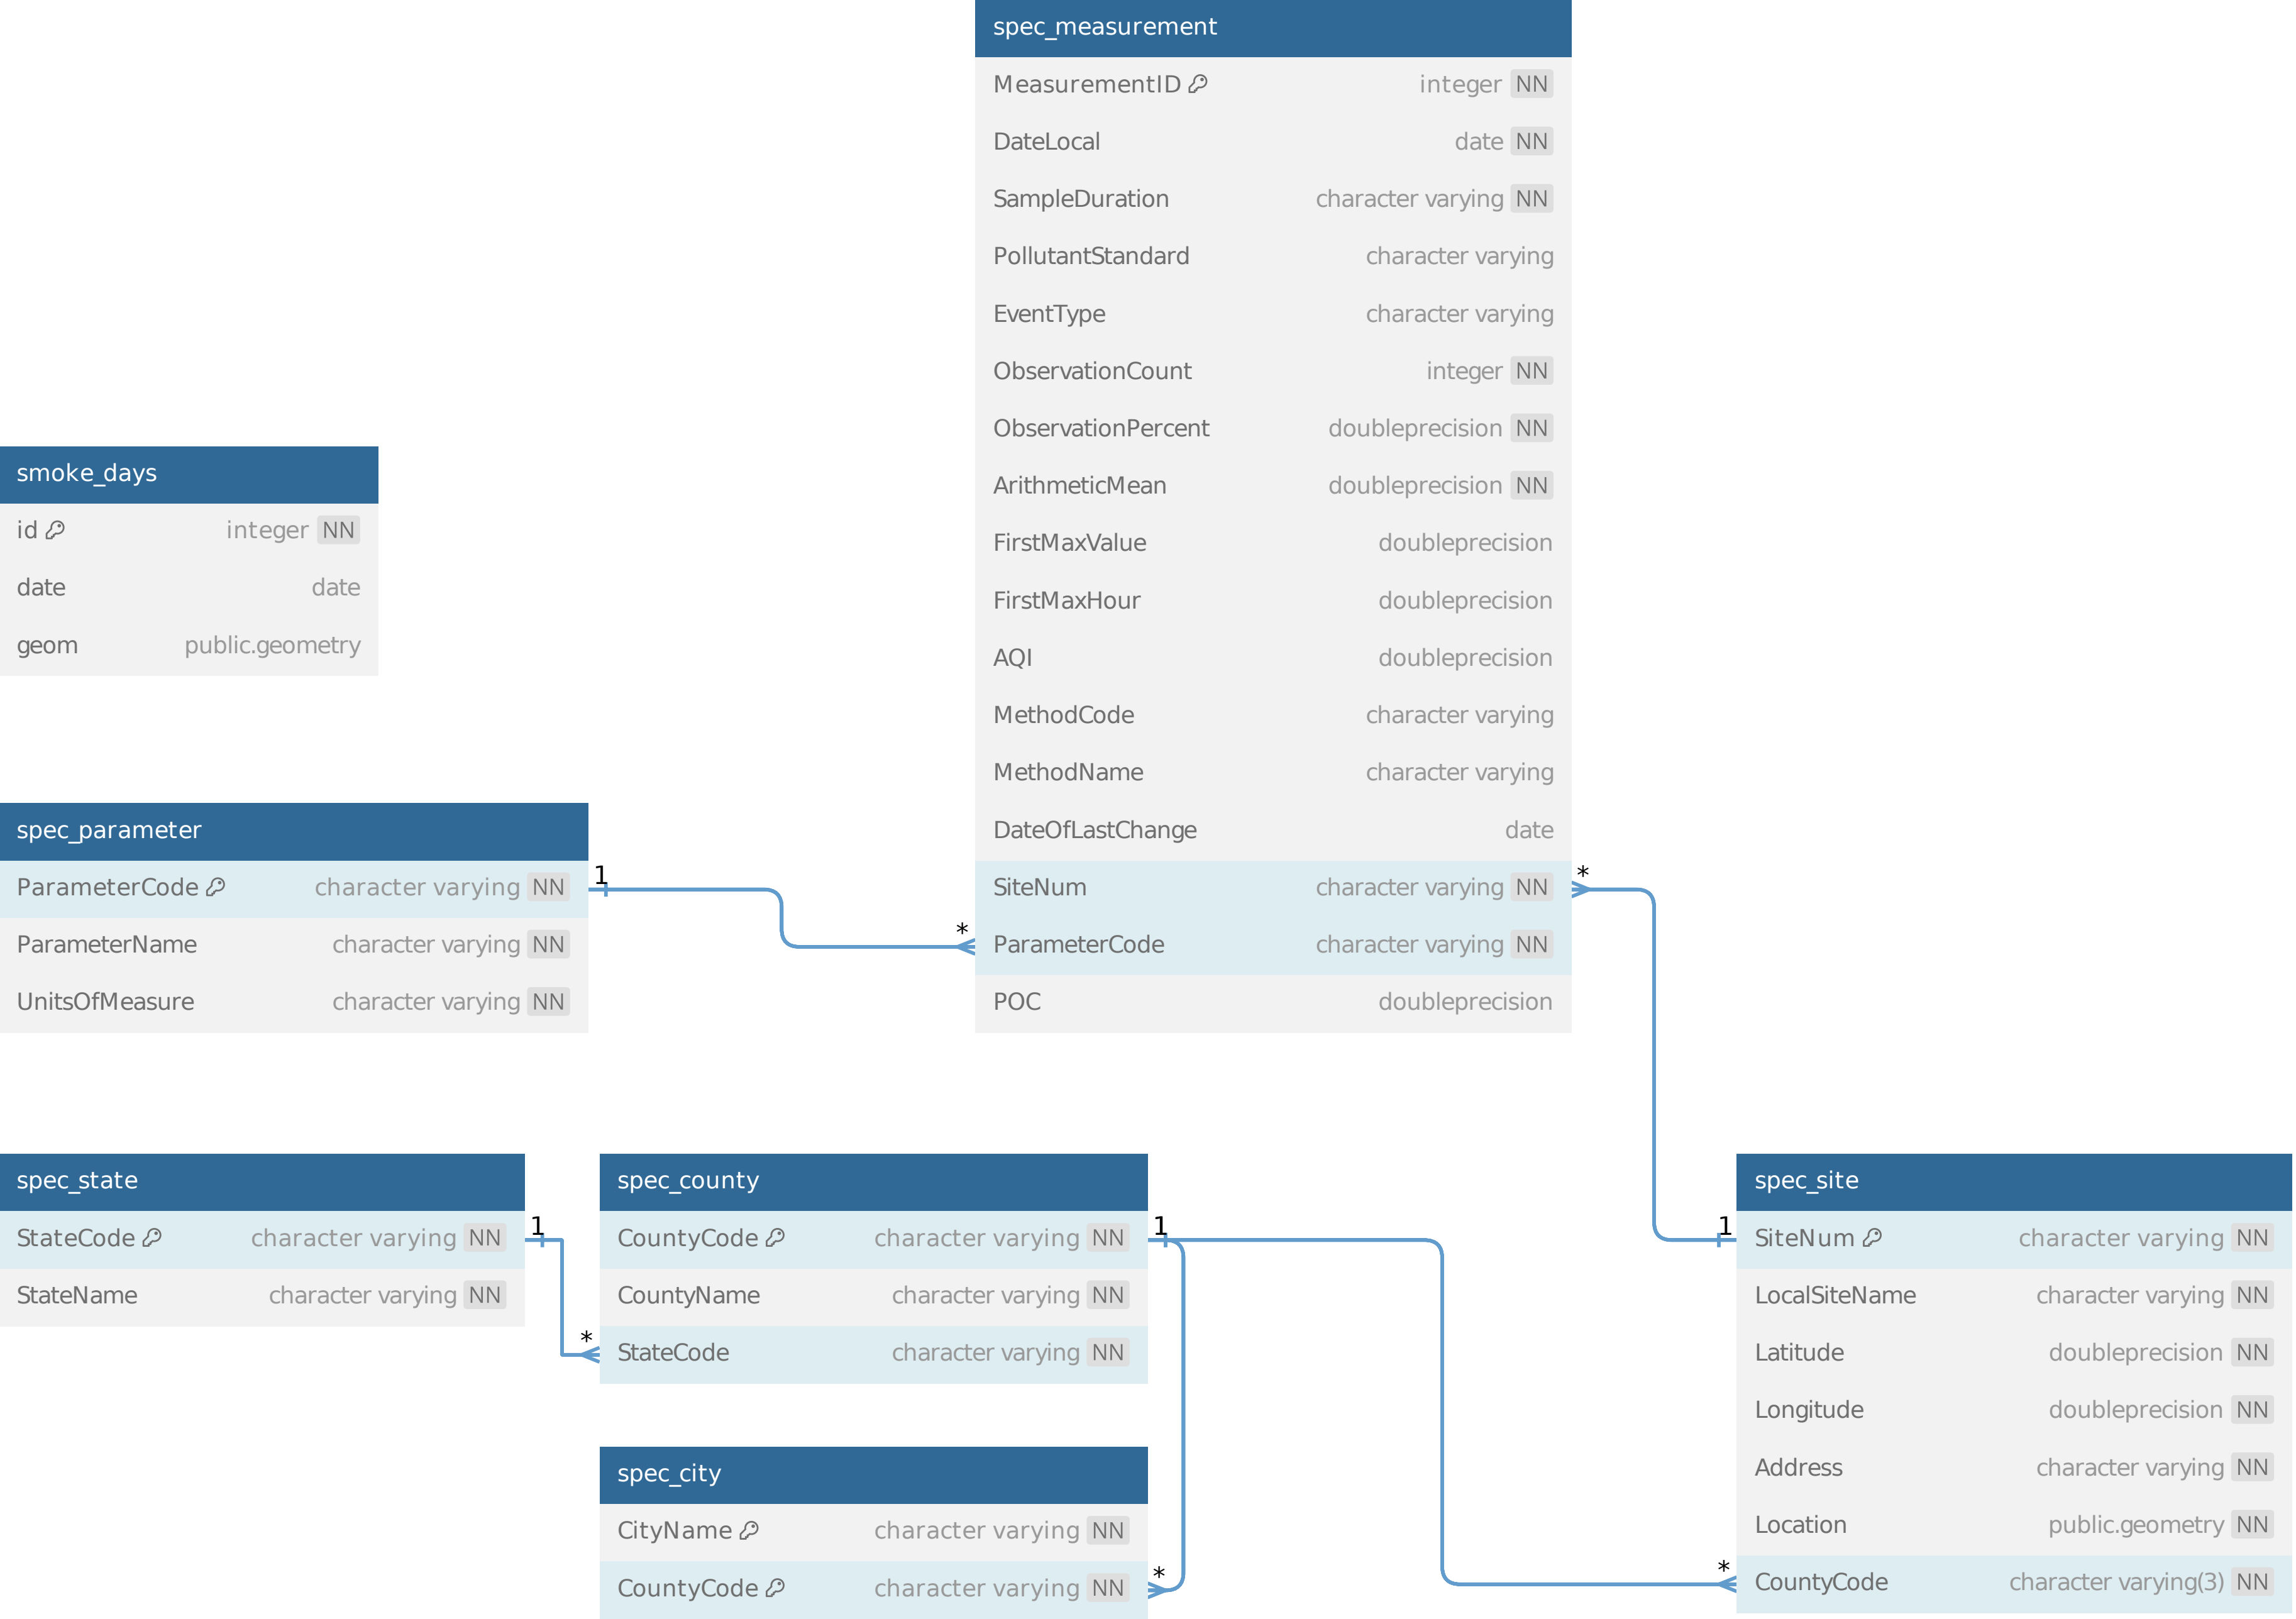 spec_measurement
MeasurementID integer NN
DateLocal date NN
SampleDuration character varying NN
PollutantStandard character varying
EventType character varying
ObservationCount integer NN
ObservationPercent doubleprecision NN
ArithmeticMean doubleprecision NN
FirstMaxValue doubleprecision
FirstMaxHour doubleprecision
AQI doubleprecision
MethodCode character varying
MethodName character varying
DateOfLastChange date
SiteNum character varying NN *
* ParameterCode character varying NN
POC doubleprecision
smoke_days
id integer NN
date date
geom public.geometry
spec_parameter
ParameterCode character varying NN 1
ParameterName character varying NN
UnitsOfMeasure character varying NN
spec_state
StateCode character varying NN 1
StateName character varying NN
spec_county
CountyCode character varying NN 1
CountyName character varying NN
* StateCode character varying NN
spec_city
CityName character varying NN
CountyCode character varying NN *
spec_site
1 SiteNum character varying NN
LocalSiteName character varying NN
Latitude doubleprecision NN
Longitude doubleprecision NN
Address character varying NN
Location public.geometry NN
* CountyCode character varying(3) NN